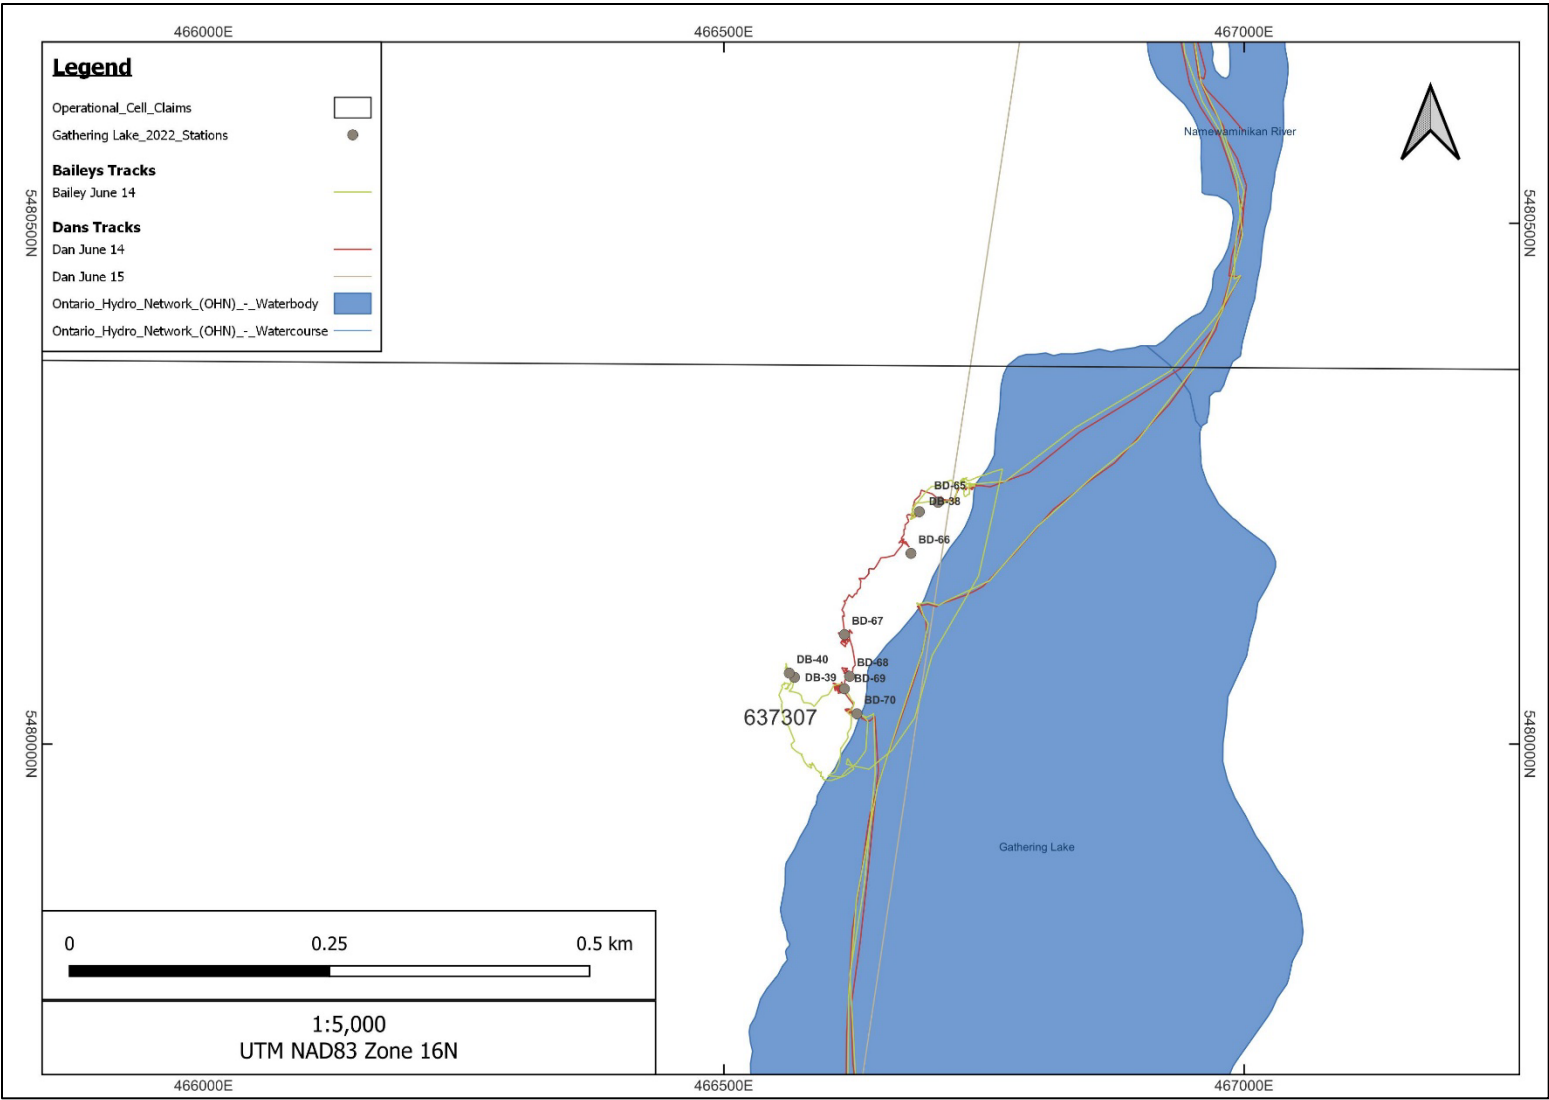 466000E
466500E
467000E
Legend
Operational_Cell_Claims
Gathering Lake_2022_Stations
Baileys Tracks
Bailey June 14
Dans Tracks
Dan June 14
Dan June 15
Ontario_Hydro_Network_(OHN)_-_Waterbody
Ontario_Hydro_Network_(OHN)_-_Watercourse
Namewaminikan River
5480500N
5480500N
BD-65
DB-38
BD-66
BD-67
DB-40
BD-68
DB-39
BD-69
BD-70
637307
5480000N
5480000N
Gathering Lake
0
0.25
0.5 km
1:5,000
UTM NAD83 Zone 16N
466000E
466500E
467000E